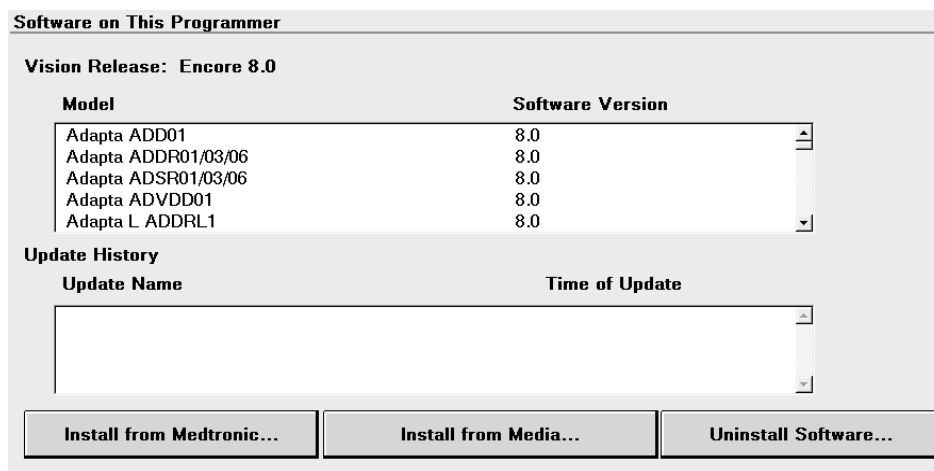 Software on This Programmer
Vision Release: Encore 8.0
Model Software Version
Adapta ADD01 8.0
Adapta ADDR01/03/06 8.0
Adapta ADSR01/03/06 8.0
Adapta ADVDD01 8.0
Adapta L ADDRL1 8.0
Update History
Update Name Time of Update
Install from Medtronic... Install from Media... Uninstall Software...